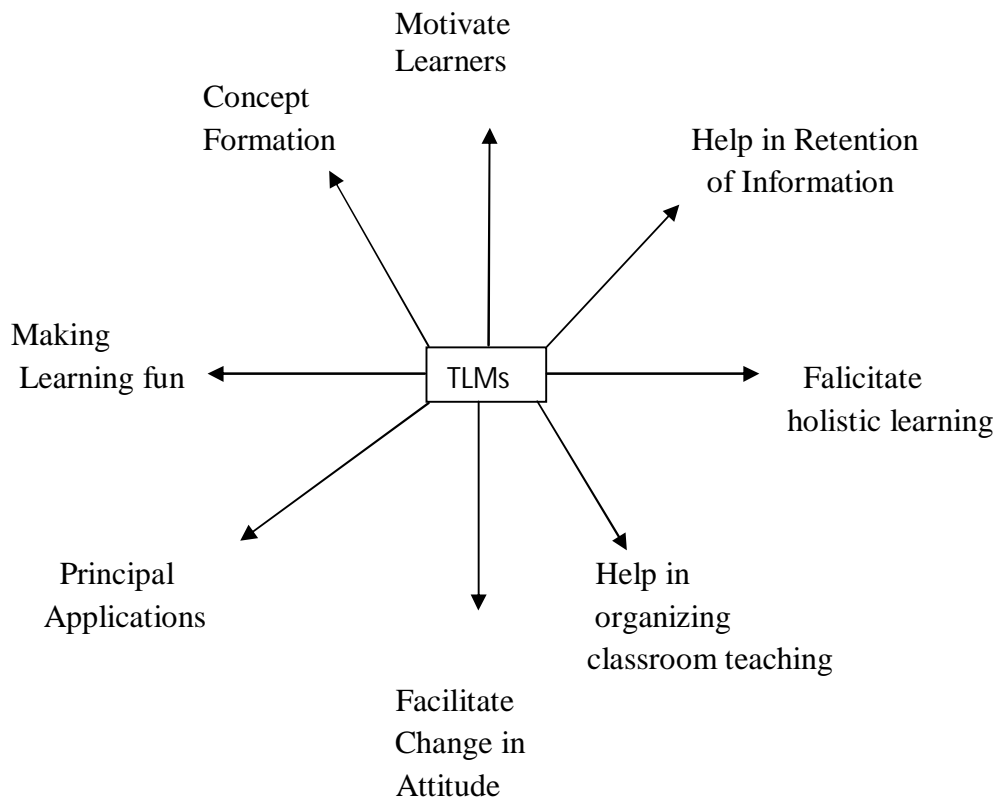 Motivate
Learners
Concept
Formation
Help in Retention
of Information
Making
Learning fun
TLMs
Falicitate
holistic learning
Principal
Applications
Help in
organizing
classroom teaching
Facilitate
Change in
Attitude